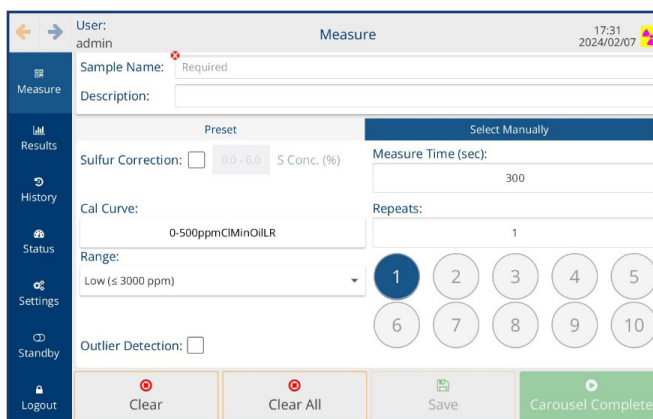 User:
admin
Measure
17:31
2024/02/07
Measure
Results
History
Status
Settings
Standby
Logout
Sample Name:
Required
Description:
Preset
Select Manually
Sulfur Correction:
0.0 - 6.0
S Conc. (%)
Measure Time (sec):
300
Cal Curve:
0-500ppmClMinOilLR
Repeats:
1
Range:
Low (≤ 3000 ppm)
1 2 3 4 5
6 7 8 9 10
Outlier Detection:
Clear
Clear All
Save
Carousel Complete